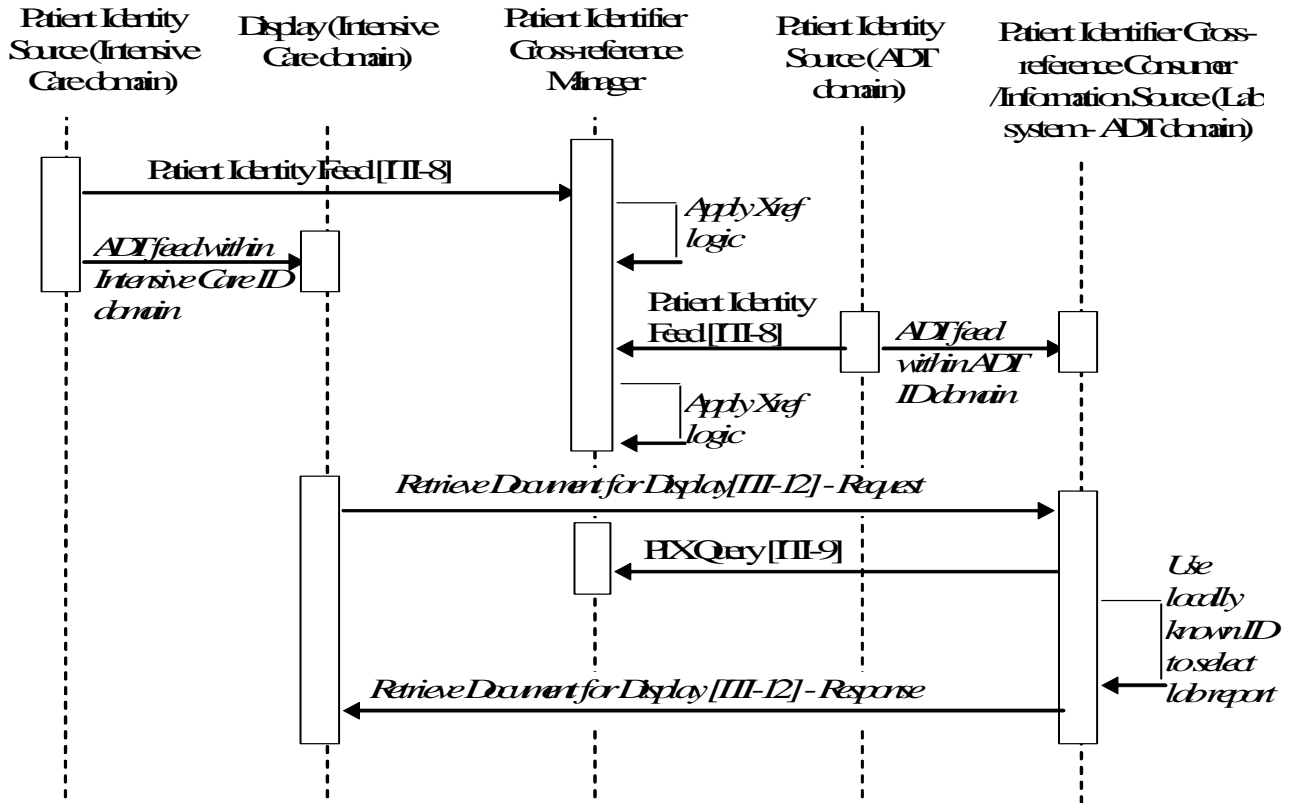 Patient Identity
Source (Intensive
Care domain)
Display (Intensive
Care domain)
Patient Identifier
Cross-reference
Manager
Patient Identity
Source (ADT
domain)
Patient Identifier Cross-
reference Consumer
/Information Source (Lab
system - ADT domain)
Patient Identity Feed [ITI-8]
Apply Xref
logic
ADT feed within
Intensive Care ID
domain
Patient Identity
Feed [ITI-8]
ADT feed
within ADT
ID domain
Apply Xref
logic
Retrieve Document for Display [ITI-12] - Request
PIX Query [ITI-9]
Use
locally
known ID
to select
lab report
Retrieve Document for Display [ITI-12] - Response